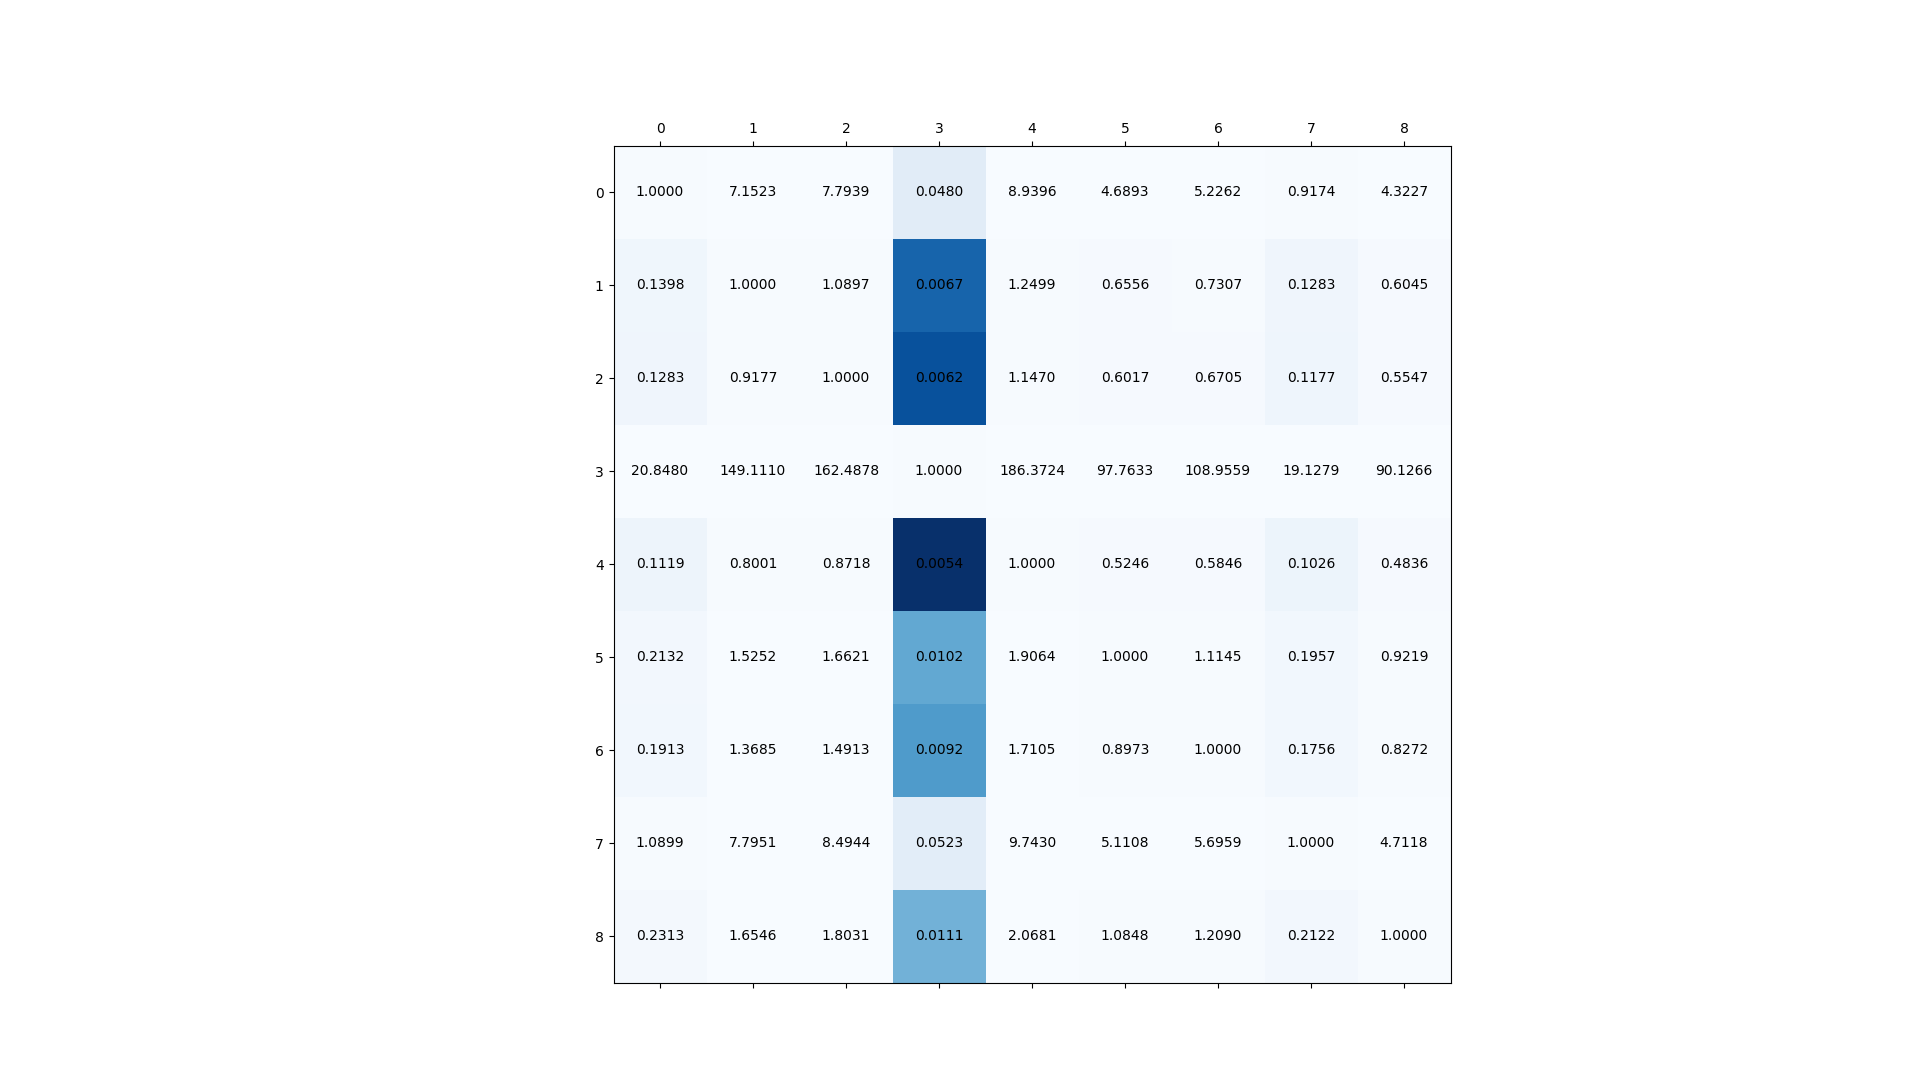 0 1 2 3 4 5 6 7 8
0 1.0000 7.1523 7.7939 0.0480 8.9396 4.6893 5.2262 0.9174 4.3227
1 0.1398 1.0000 1.0897 0.0067 1.2499 0.6556 0.7307 0.1283 0.6045
2 0.1283 0.9177 1.0000 0.0062 1.1470 0.6017 0.6705 0.1177 0.5547
3 20.8480 149.1110 162.4878 1.0000 186.3724 97.7633 108.9559 19.1279 90.1266
4 0.1119 0.8001 0.8718 0.0054 1.0000 0.5246 0.5846 0.1026 0.4836
5 0.2132 1.5252 1.6621 0.0102 1.9064 1.0000 1.1145 0.1957 0.9219
6 0.1913 1.3685 1.4913 0.0092 1.7105 0.8973 1.0000 0.1756 0.8272
7 1.0899 7.7951 8.4944 0.0523 9.7430 5.1108 5.6959 1.0000 4.7118
8 0.2313 1.6546 1.8031 0.0111 2.0681 1.0848 1.2090 0.2122 1.0000